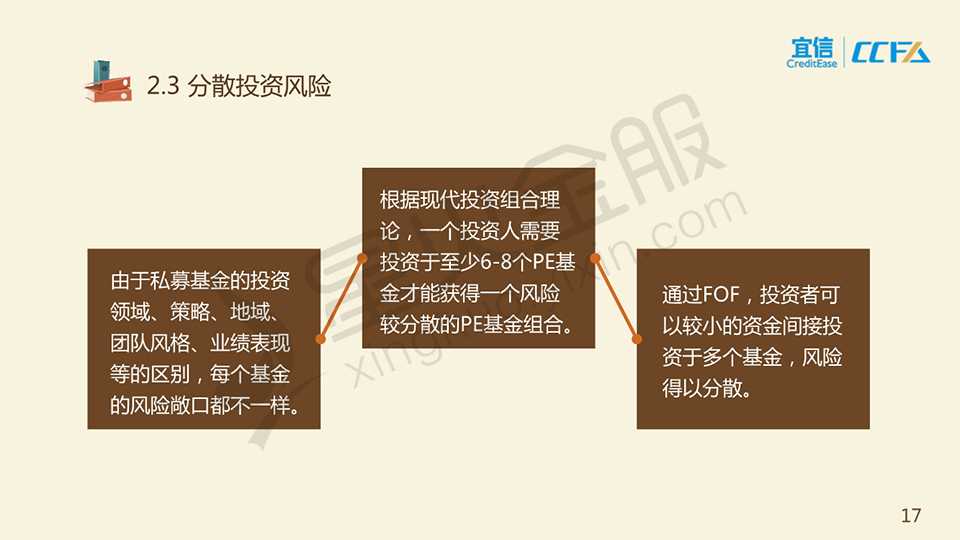 宜信
CreditEase
CCFA
2.3 分散投资风险
由于私募基金的投资
领域、策略、地域、
团队风格、业绩表现
等的区别，每个基金
的风险敞口都不一样。
根据现代投资组合理
论，一个投资人需要
投资于至少6-8个PE基
金才能获得一个风险
较分散的PE基金组合。
通过FOF，投资者可
以较小的资金间接投
资于多个基金，风险
得以分散。
17